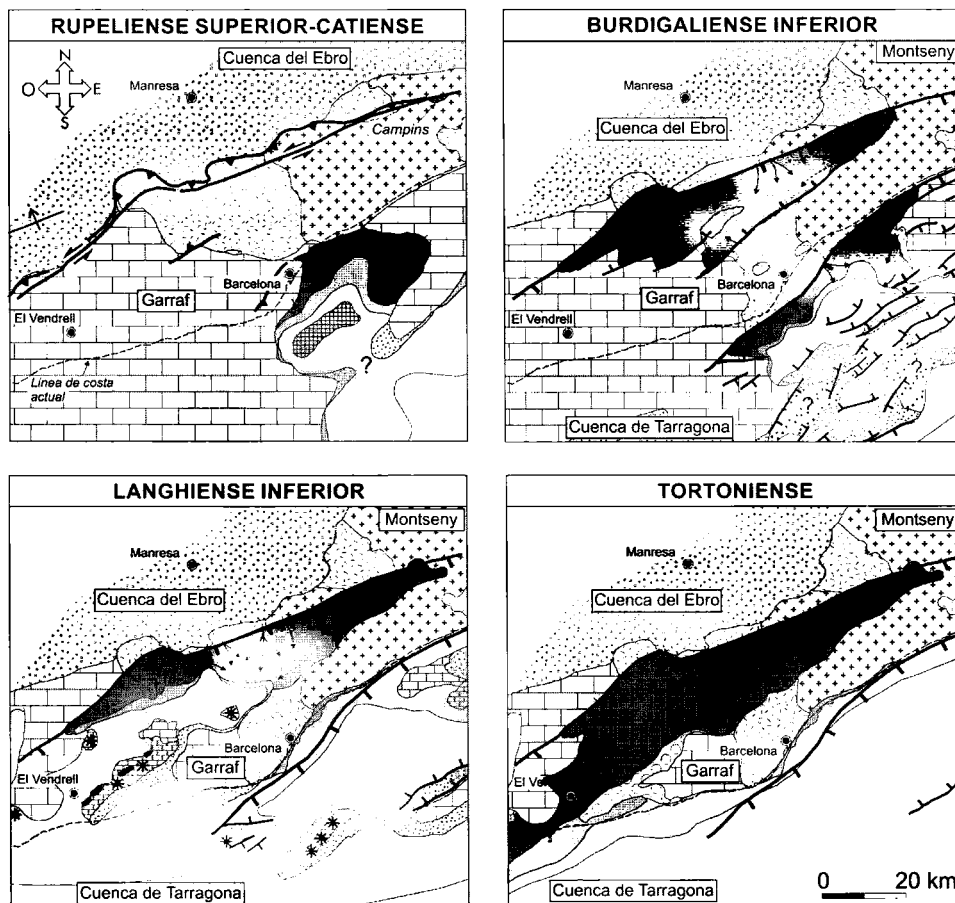 RUPELIENSE SUPERIOR-CATIENSE
Cuenca del Ebro
N
O E
S
Manresa
Campins
Barcelona
Garraf
El Vendrell
?
Línea de costa
actual
BURDIGALIENSE INFERIOR
Montseny
Manresa
Cuenca del Ebro
Barcelona
Garraf
El Vendrell
?
Cuenca de Tarragona
LANGHIENSE INFERIOR
Montseny
Manresa
Cuenca del Ebro
Barcelona
El Vendrell
Garraf
Cuenca de Tarragona
TORTONIENSE
Montseny
Manresa
Cuenca del Ebro
Barcelona
Garraf
El Ve
Cuenca de Tarragona
0 20 km